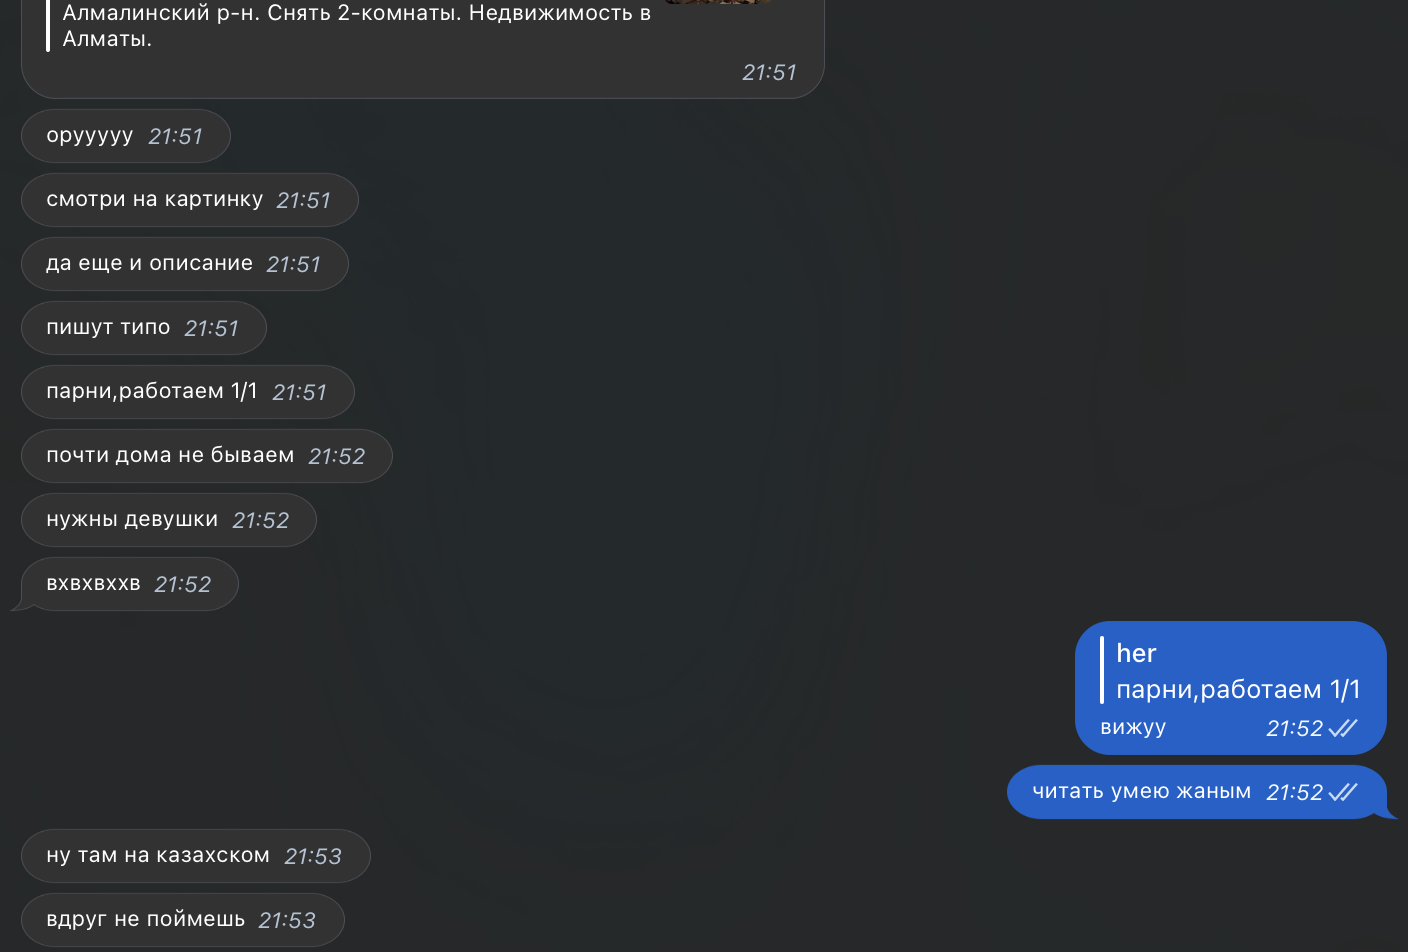 Алмалинский р-н. Снять 2-комнаты. Недвижимость в
Алматы.
21:51
оруууууу 21:51
смотри на картинку 21:51
да еще и описание 21:51
пишут типо 21:51
парни,работаем 1/1 21:51
почти дома не бываем 21:52
нужны девушки 21:52
вхвхвххв 21:52
her
парни,работаем 1/1
вижуу 21:52
читать умею жаным 21:52
ну там на казахском 21:53
вдруг не поймешь 21:53